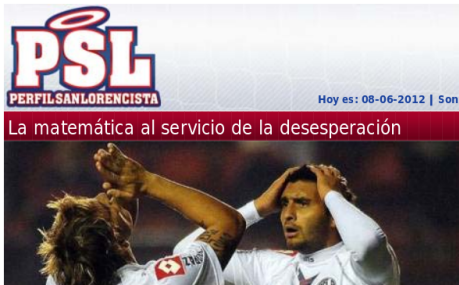 PSL
PERFILSANLORENCISTA
Hoy es: 08-06-2012 | Son
La matemática al servicio de la desesperación